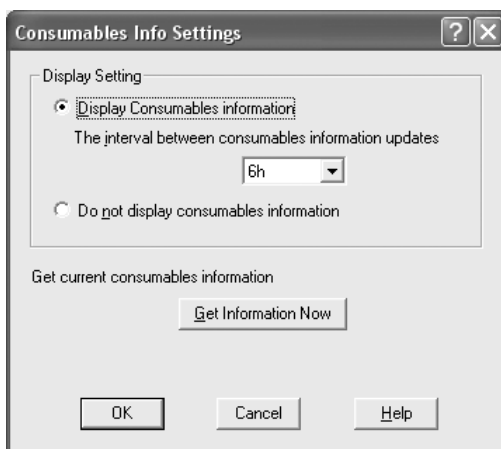 Consumables Info Settings
Display Setting
Display Consumables information
The interval between consumables information updates
6h
Do not display consumables information
Get current consumables information
Get Information Now
OK Cancel Help